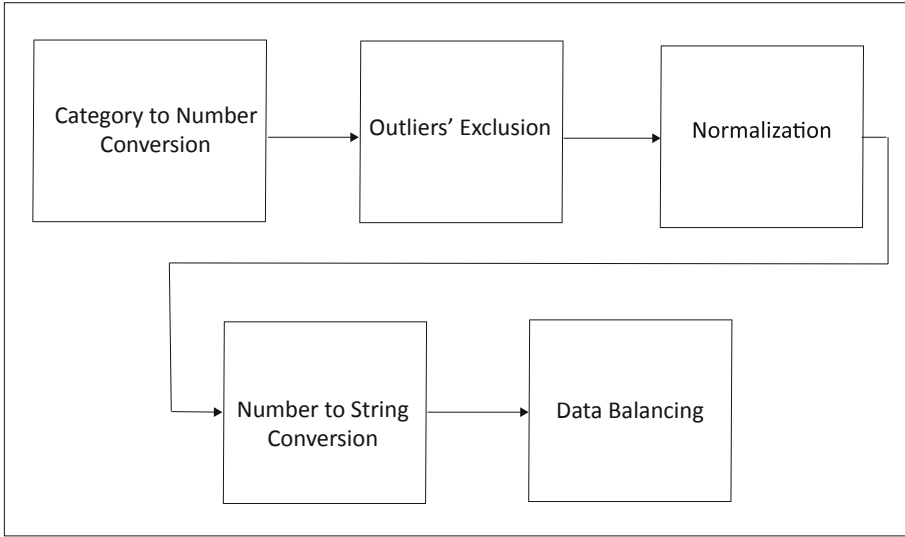 Category to Number
Conversion
Outliers’ Exclusion
Normalization
Number to String
Conversion
Data Balancing